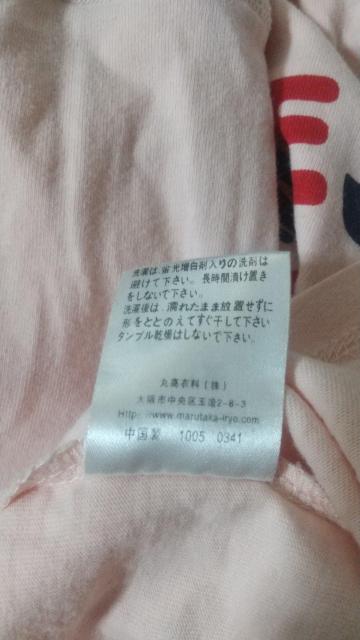 洗濯は、蛍光増白剤入りの洗剤は
避けて下さい。長時間漬け置き
をしないで下さい。
洗濯後は、濡れたまま放置せずに
形をととのえてすぐ干して下さい
タンブル乾燥はしないで下さい。
丸高衣料(株)
大阪市中央区玉造2-8-3
Http://www.marutaka-iryo.com
中国製 1005 0341
E